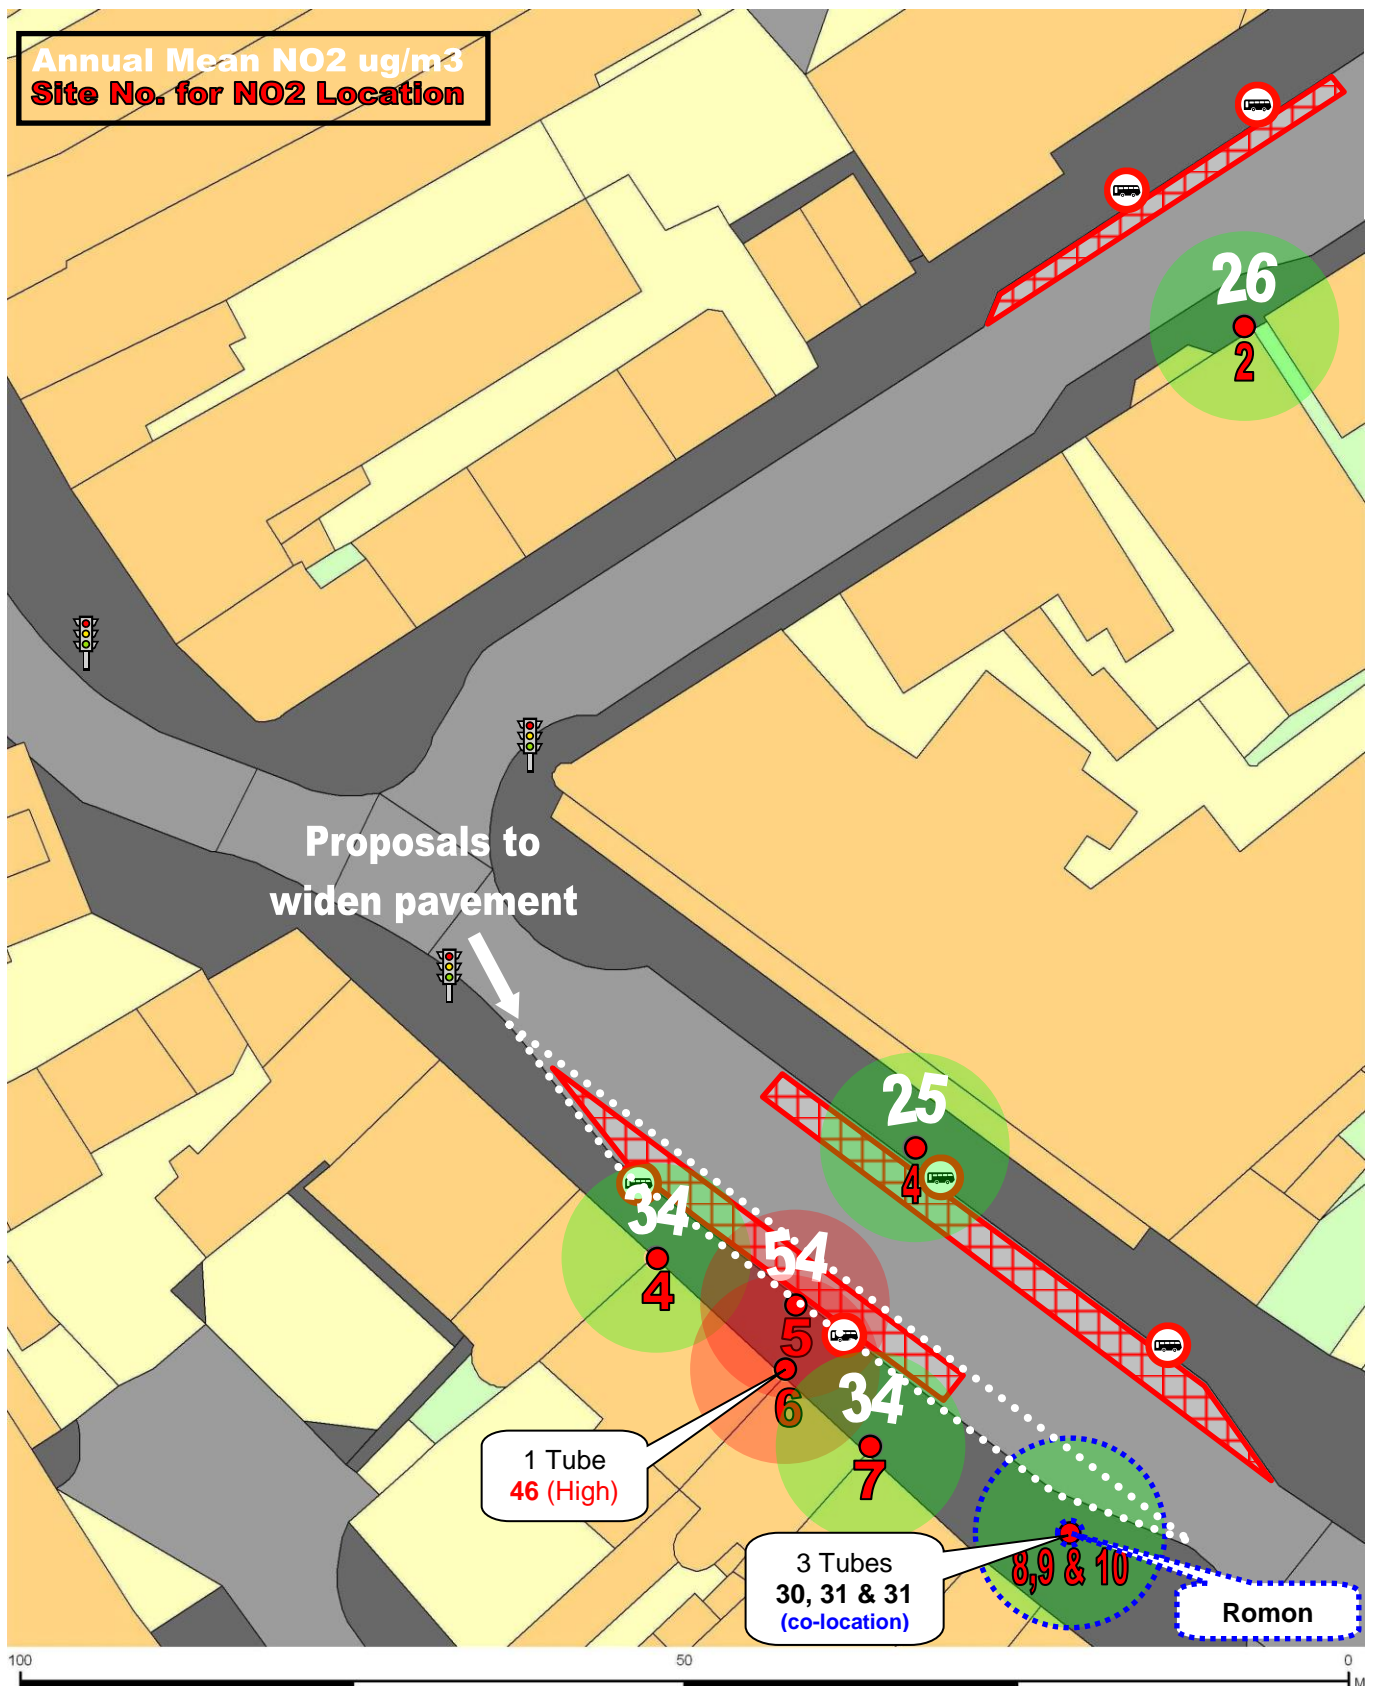 Annual Mean NO2 ug/m3
Site No. for NO2 Location
26
2
Proposals to
widen pavement
25
4
34
4
54
5
6
34
7
1 Tube
46 (High)
3 Tubes
30, 31 & 31
(co-location)
8,9 & 10
Romon
100 50 0
M